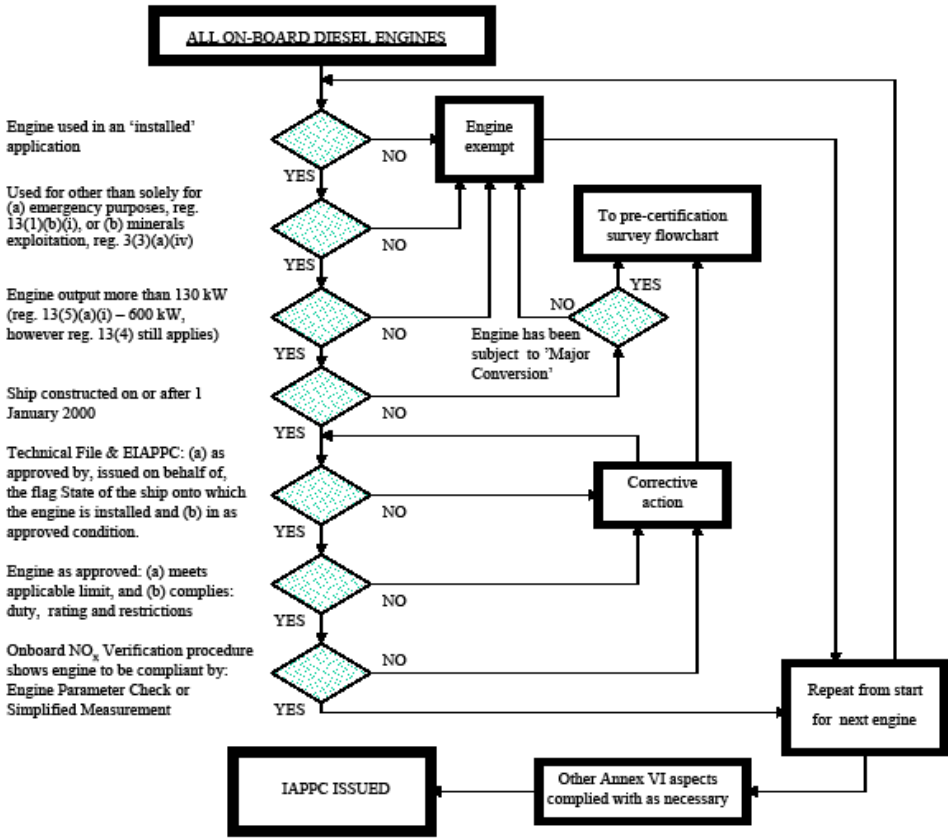 ALL ON-BOARD DIESEL ENGINES
Engine used in an ‘installed’
application
NO
YES
Engine
exempt
Used for other than solely for
(a) emergency purposes, reg.
13(1)(b)(i), or (b) minerals
exploitation, reg. 3(3)(a)(iv)
NO
YES
To pre-certification
survey flowchart
Engine output more than 130 kW
(reg. 13(5)(a)(i) – 600 kW,
however reg. 13(4) still applies)
NO
YES
NO
YES
Engine has been
subject to ’Major
Conversion’
Ship constructed on or after 1
January 2000
NO
YES
Technical File & EIAPPC: (a) as
approved by, issued on behalf of,
the flag State of the ship onto which
the engine is installed and (b) in as
approved condition.
NO
YES
Corrective
action
Engine as approved: (a) meets
applicable limit, and (b) complies:
duty, rating and restrictions
NO
YES
Onboard NOx Verification procedure
shows engine to be compliant by:
Engine Parameter Check or
Simplified Measurement
NO
YES
Repeat from start
for next engine
Other Annex VI aspects
complied with as necessary
IAPPC ISSUED